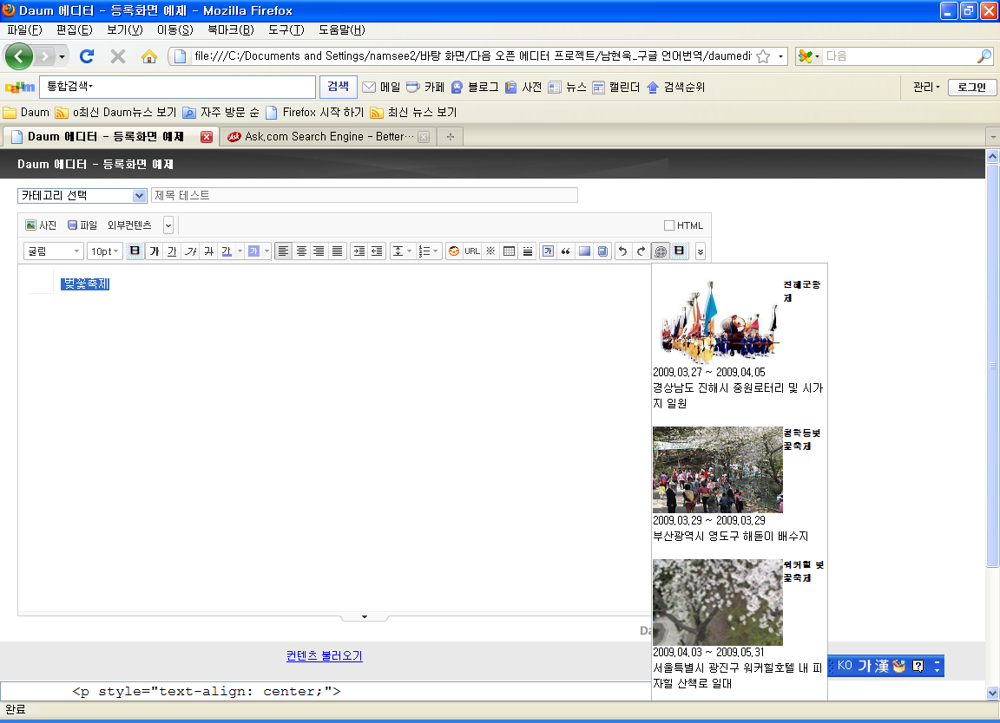 Daum 에디터 - 등록화면 예제 - Mozilla Firefox
파일(F) 편집(E) 보기(V) 이동(S) 북마크(B) 도구(T) 도움말(H)
file:///C:/Documents and Settings/namsee2/바탕 화면/다음 오픈 에디터 프로젝트/남현욱_구글 언어번역/daumedi 다음
통합검색 검색 메일 카페 블로그 사전 뉴스 캘린더 검색순위 관리 로그인
Daum o최신 Daum뉴스 보기 자주 방문 순 Firefox 시작 하기 최신 뉴스 보기
Daum 에디터 - 등록화면 예제 Ask.com Search Engine - Better…
Daum 에디터 - 등록화면 예제
카테고리 선택 제목 테스트
사진 파일 외부컨텐츠 HTML
굴림 10pt 가 가 가 가 가 가 URL ※ 가
벚꽃축제
진해군항
제
2009.03.27 ~ 2009.04.05
경상남도 진해시 중원로터리 및 시가
지 일원
청학동벚
꽃축제
2009.03.29 ~ 2009.03.29
부산광역시 영도구 해돋이 배수지
워커힐 벚
꽃축제
2009.04.03 ~ 2009.05.31
서울특별시 광진구 워커힐호텔 내 피
자힐 산책로 일대
Da
컨텐츠 불러오기
KO 가 漢
<p style="text-align: center;">
완료